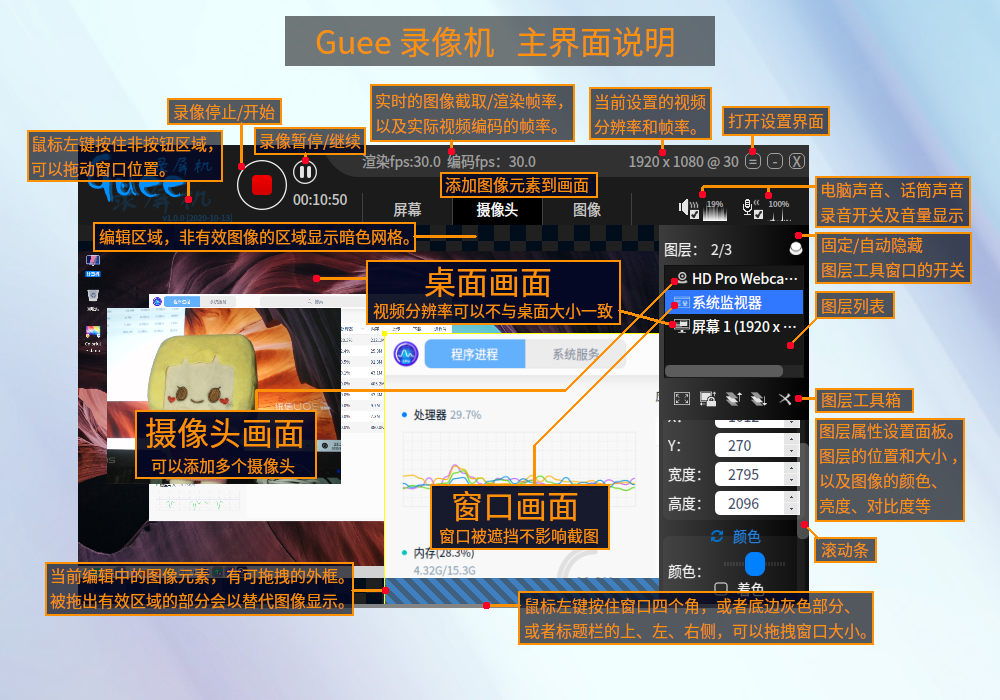 Guee 录像机 主界面说明
录像停止/开始
实时的图像截取/渲染帧率，
以及实际视频编码的帧率。
当前设置的视频
分辨率和帧率。
打开设置界面
鼠标左键按住非按钮区域，
可以拖动窗口位置。
录像暂停/继续
渲染fps:30.0 编码fps：30.0
1920 x 1080 @ 30
Guee
录屏机
v1.0.0 [2020-10-13]
00:10:50
添加图像元素到画面
屏幕
摄像头
图像
19%
100%
电脑声音、话筒声音
录音开关及音量显示
编辑区域，非有效图像的区域显示暗色网格。
图层： 2/3
固定/自动隐藏
图层工具窗口的开关
桌面画面
视频分辨率可以不与桌面大小一致
HD Pro Webca…
系统监视器
屏幕 1 (1920 x …
图层列表
程序进程
系统服务
处理器 29.7%
摄像头画面
可以添加多个摄像头
图层工具箱
Y： 270
宽度： 2795
高度： 2096
图层属性设置面板。
图层的位置和大小，
以及图像的颜色、
亮度、对比度等
窗口画面
窗口被遮挡不影响截图
颜色
颜色：
着色
滚动条
内存(28.3%)
4.32G/15.3G
当前编辑中的图像元素，有可拖拽的外框。
被拖出有效区域的部分会以替代图像显示。
鼠标左键按住窗口四个角，或者底边灰色部分、
或者标题栏的上、左、右侧，可以拖拽窗口大小。